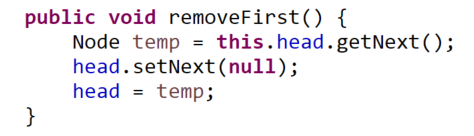 public void removeFirst() {
    Node temp = this.head.getNext();
    head.setNext(null);
    head = temp;
}